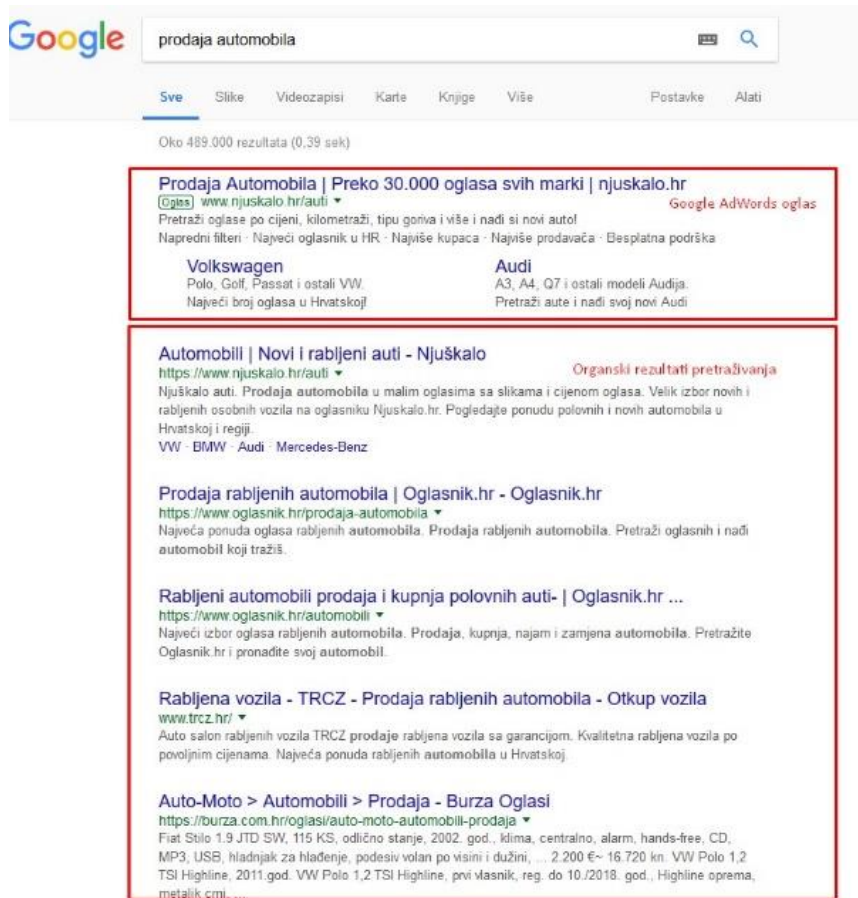 Google
prodaja automobila
Sve Slike Videozapisi Karte Knjige Više Postavke Alati
Oko 489.000 rezultata (0,39 sek)
Prodaja Automobila | Preko 30.000 oglasa svih marki | njuskalo.hr
Oglas www.njuskalo.hr/auti
Google AdWords oglas
Pretraži oglase po cijeni, kilometraži, tipu goriva i više i nađi si novi auto!
Napredni filteri · Najveći oglasnik u HR · Najviše kupaca · Najviše prodavača · Besplatna podrška
Volkswagen
Polo, Golf, Passat i ostali VW.
Najveći broj oglasa u Hrvatskoj!
Audi
A3, A4, Q7 i ostali modeli Audija.
Pretraži aute i nađi svoj novi Audi
Automobili | Novi i rabljeni auti - Njuškalo
https://www.njuskalo.hr/auti
Organski rezultati pretraživanja
Njuškalo auti. Prodaja automobila u malim oglasima sa slikama i cijenom oglasa. Velik izbor novih i
rabljenih osobnih vozila na oglasniku Njuskalo.hr. Pogledajte ponudu polovnih i novih automobila u
Hrvatskoj i regiji.
VW · BMW · Audi · Mercedes-Benz
Prodaja rabljenih automobila | Oglasnik.hr - Oglasnik.hr
https://www.oglasnik.hr/prodaja-automobila
Najveća ponuda oglasa rabljenih automobila. Prodaja rabljenih automobila. Pretraži oglasnih i nađi
automobil koji tražiš.
Rabljeni automobili prodaja i kupnja polovnih auti- | Oglasnik.hr ...
https://www.oglasnik.hr/automobili
Najveći izbor oglasa rabljenih automobila. Prodaja, kupnja, najam i zamjena automobila. Pretražite
Oglasnik.hr i pronađite svoj automobil.
Rabljena vozila - TRCZ - Prodaja rabljenih automobila - Otkup vozila
www.trcz.hr/
Auto salon rabljenih vozila TRCZ prodaje rabljena vozila sa garancijom. Kvalitetna rabljena vozila po
povoljnim cijenama. Najveća ponuda rabljenih automobila u Hrvatskoj.
Auto-Moto > Automobili > Prodaja - Burza Oglasi
https://burza.com.hr/oglasi/auto-moto-automobili-prodaja
Fiat Stilo 1.9 JTD SW, 115 KS, odlično stanje, 2002. god., klima, centralno, alarm, hands-free, CD,
MP3, USB, hladnjak za hlađenje, podesiv volan po visini i dužini, ... 2.200 €~ 16.720 kn. VW Polo 1,2
TSI Highline, 2011.god. VW Polo 1,2 TSI Highline, prvi vlasnik, reg. do 10./2018. god., Highline oprema,
metalik crni, ...